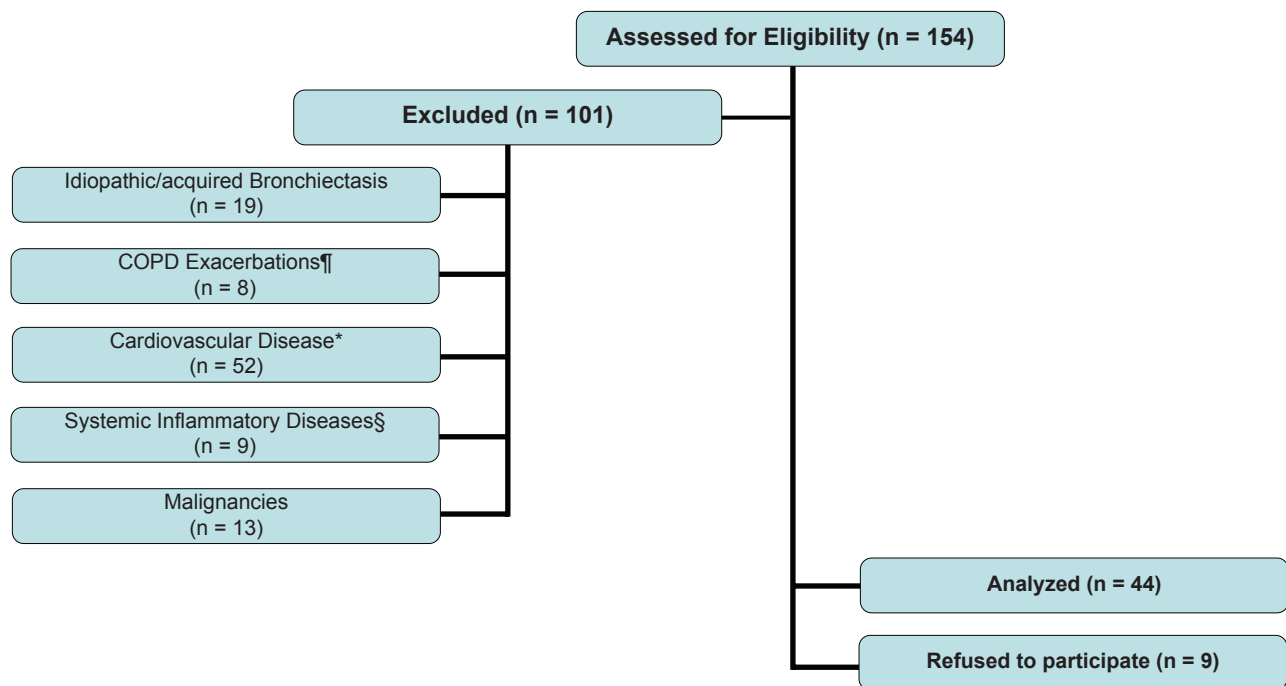 Assessed for Eligibility (n = 154)
Excluded (n = 101)
Idiopathic/acquired Bronchiectasis
(n = 19)
COPD Exacerbations¶
(n = 8)
Cardiovascular Disease*
(n = 52)
Systemic Inflammatory Diseases§
(n = 9)
Malignancies
(n = 13)
Analyzed (n = 44)
Refused to participate (n = 9)